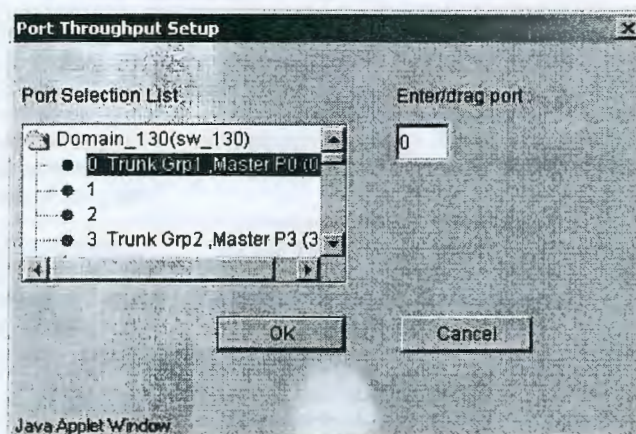 Port Throughput Setup
Port Selection List
Enter/drag port
Domain_130(sw_130)
0
0 Trunk Grp1 ,Master P0 (0
1
2
3 Trunk Grp2 ,Master P3 (3
OK
Cancel
Java Applet Window